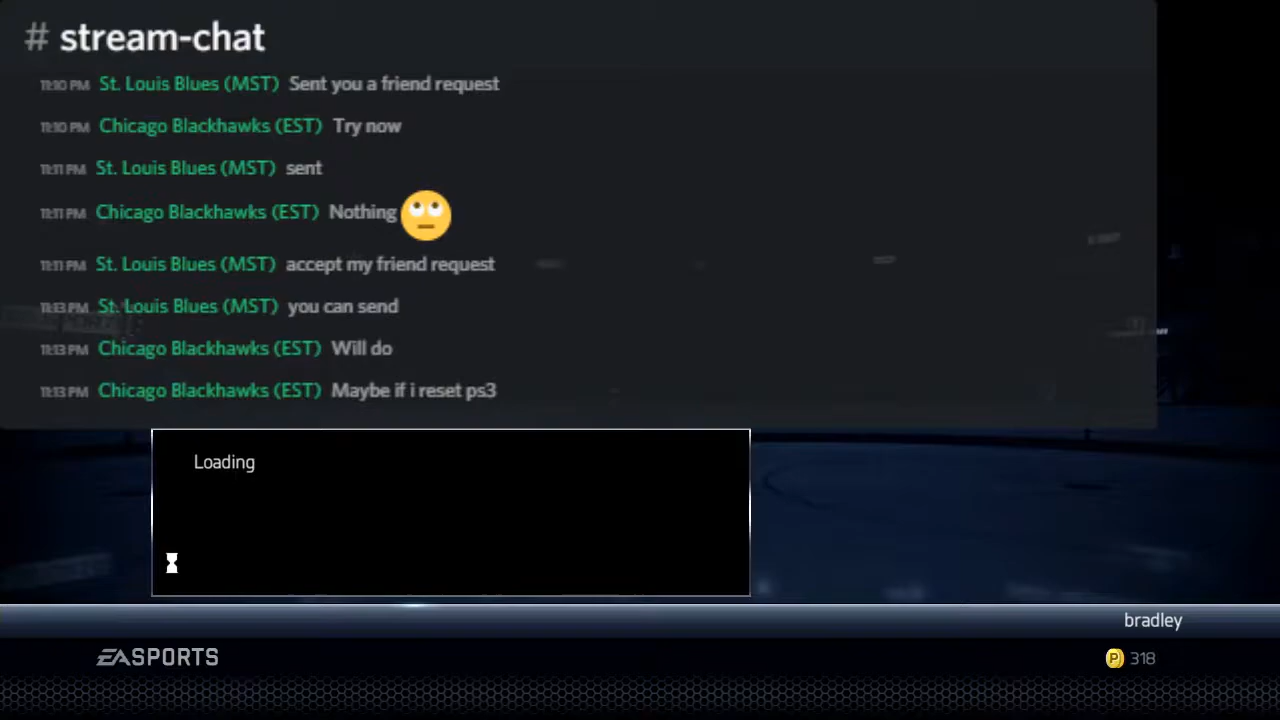 # stream-chat
11:10 PM St. Louis Blues (MST) Sent you a friend request
11:10 PM Chicago Blackhawks (EST) Try now
11:11 PM St. Louis Blues (MST) sent
11:11 PM Chicago Blackhawks (EST) Nothing 🙄
11:11 PM St. Louis Blues (MST) accept my friend request
11:13 PM St. Louis Blues (MST) you can send
11:13 PM Chicago Blackhawks (EST) Will do
11:13 PM Chicago Blackhawks (EST) Maybe if i reset ps3
Loading
bradley
EA SPORTS
P 318